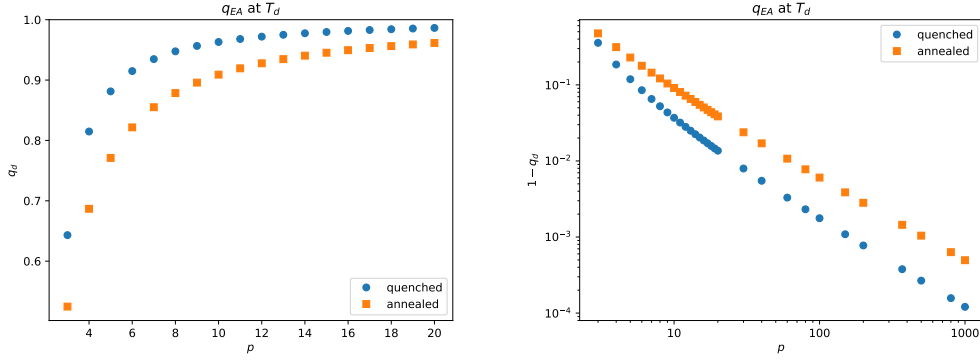 q_EA at T_d
1.0
0.9
0.8
0.7
0.6
q_d
4 6 8 10 12 14 16 18 20
p
quenched
annealed
q_EA at T_d
10⁻¹
10⁻²
10⁻³
10⁻⁴
1 − q_d
10 100 1000
p
quenched
annealed